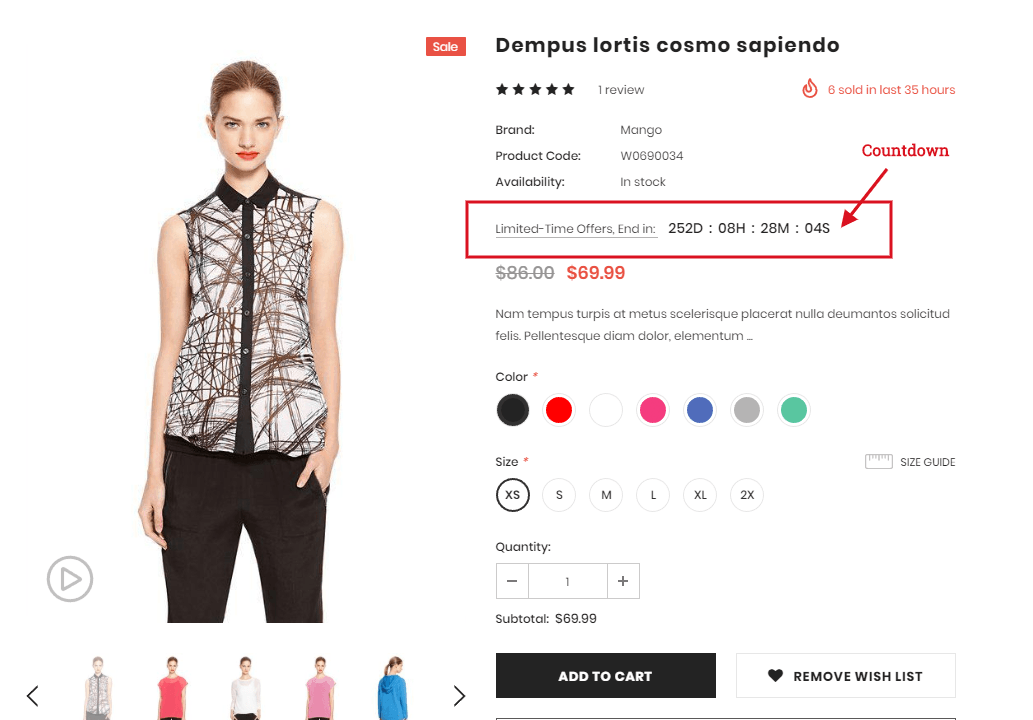 Sale
Dempus lortis cosmo sapiendo
1 review
6 sold in last 35 hours
Brand: Mango
Product Code: W0690034
Availability: In stock
Countdown
Limited-Time Offers, End in: 252D : 08H : 28M : 04S
$86.00 $69.99
Nam tempus turpis at metus scelerisque placerat nulla deumantos solicitud
felis. Pellentesque diam dolor, elementum ...
Color *
Size *
SIZE GUIDE
XS S M L XL 2X
Quantity:
− 1 +
Subtotal: $69.99
ADD TO CART
REMOVE WISH LIST